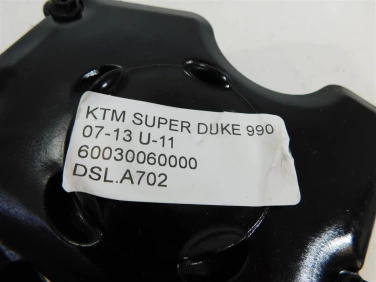 KTM SUPER DUKE 990
07-13 U-11
60030060000
DSL.A702